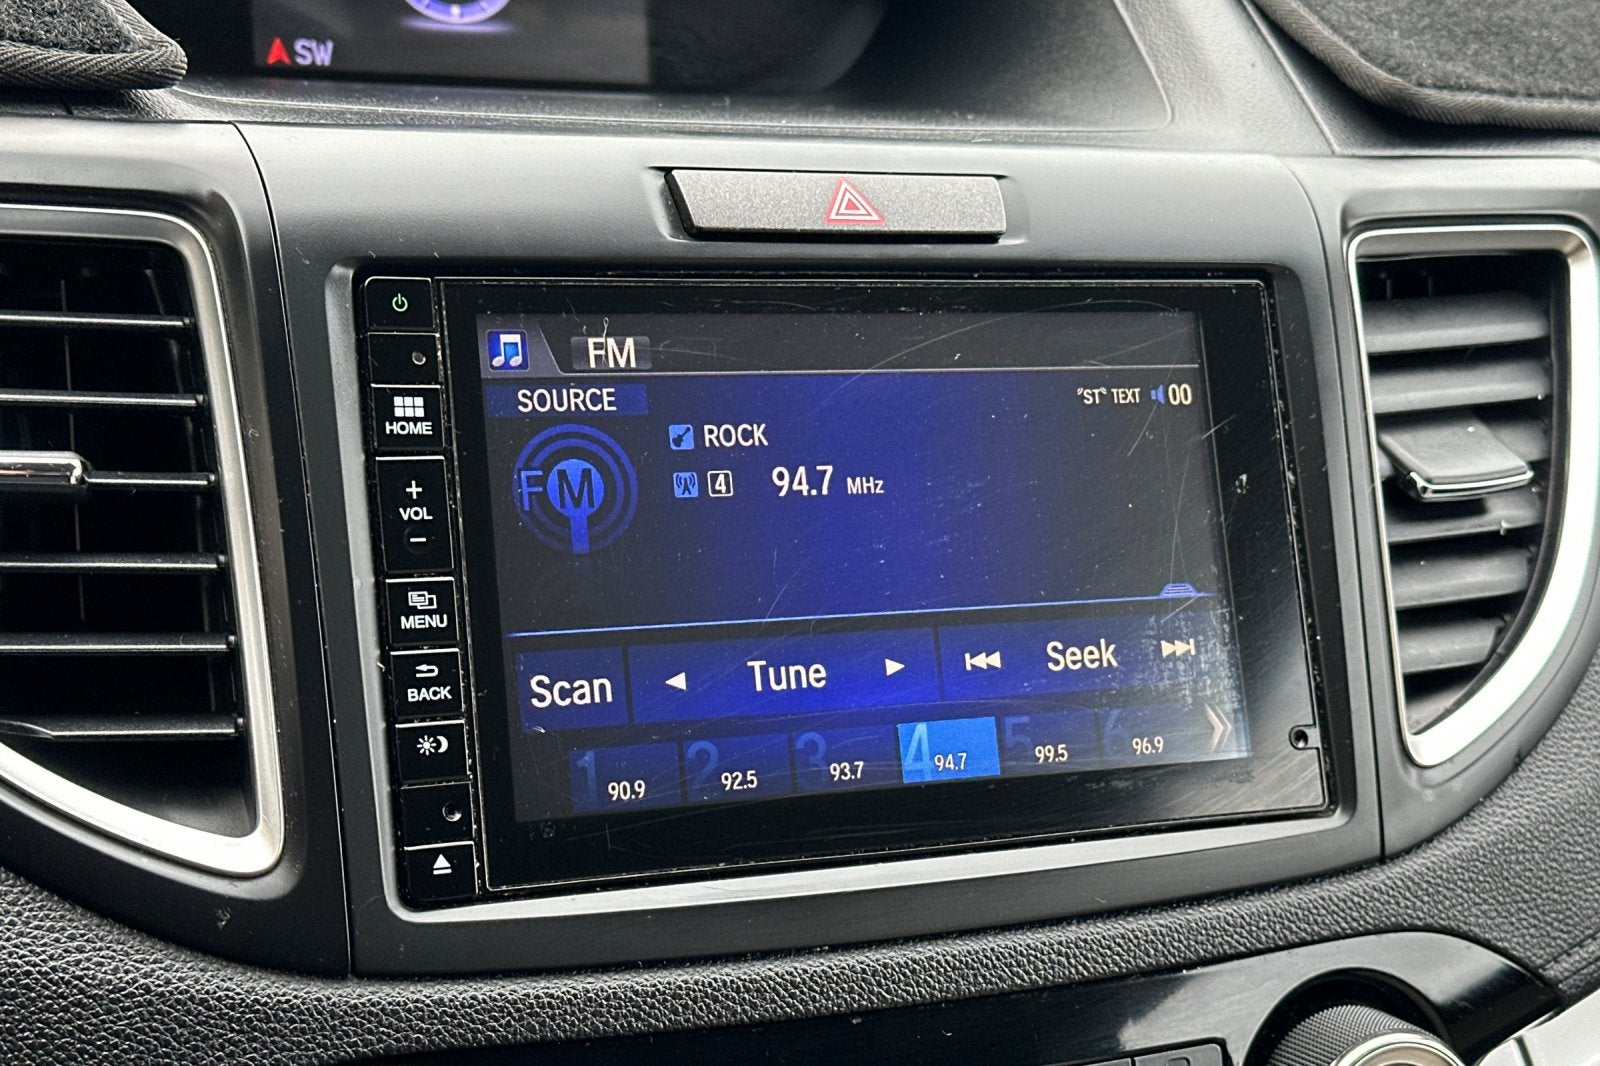 SW
FM
SOURCE
"ST" TEXT 00
ROCK
FM
4 94.7 MHz
HOME
+
VOL
−
MENU
BACK
Scan Tune Seek
1 90.9 2 92.5 3 93.7 4 94.7 5 99.5 6 96.9